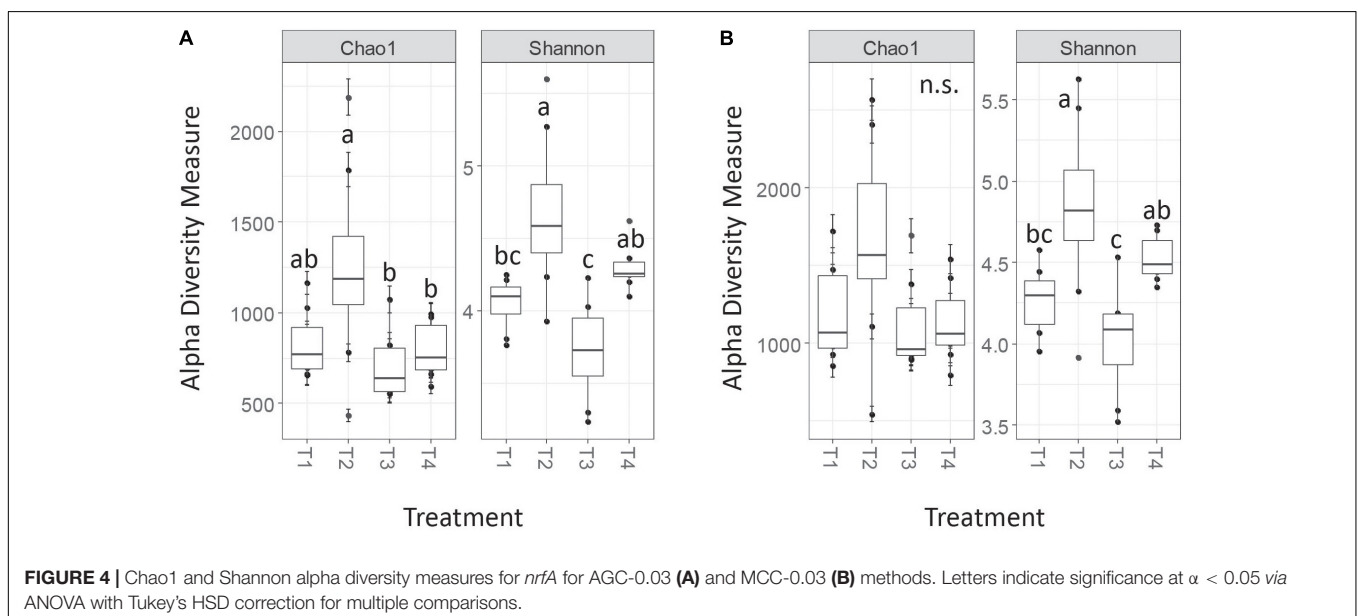 A
B
Chao1
Shannon
Chao1
Shannon
Alpha Diversity Measure
2000
1500
1000
500
ab
a
b
b
5
4
bc
a
c
ab
T1
T2
T3
T4
T1
T2
T3
T4
Treatment
Alpha Diversity Measure
2000
1000
n.s.
5.5
5.0
4.5
4.0
3.5
bc
a
c
ab
T1
T2
T3
T4
T1
T2
T3
T4
Treatment
FIGURE 4 | Chao1 and Shannon alpha diversity measures for nrfA for AGC-0.03 (A) and MCC-0.03 (B) methods. Letters indicate significance at α < 0.05 via
ANOVA with Tukey's HSD correction for multiple comparisons.